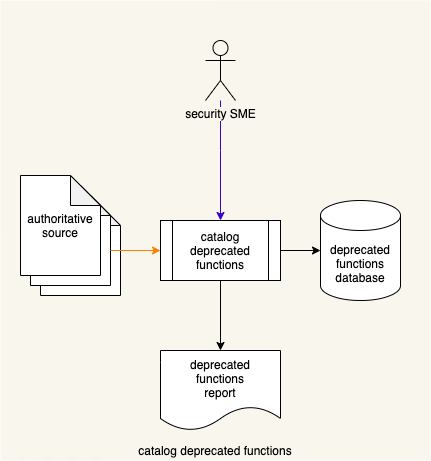 security SME
authoritative
source
catalog
deprecated
functions
deprecated
functions
database
deprecated
functions
report
catalog deprecated functions